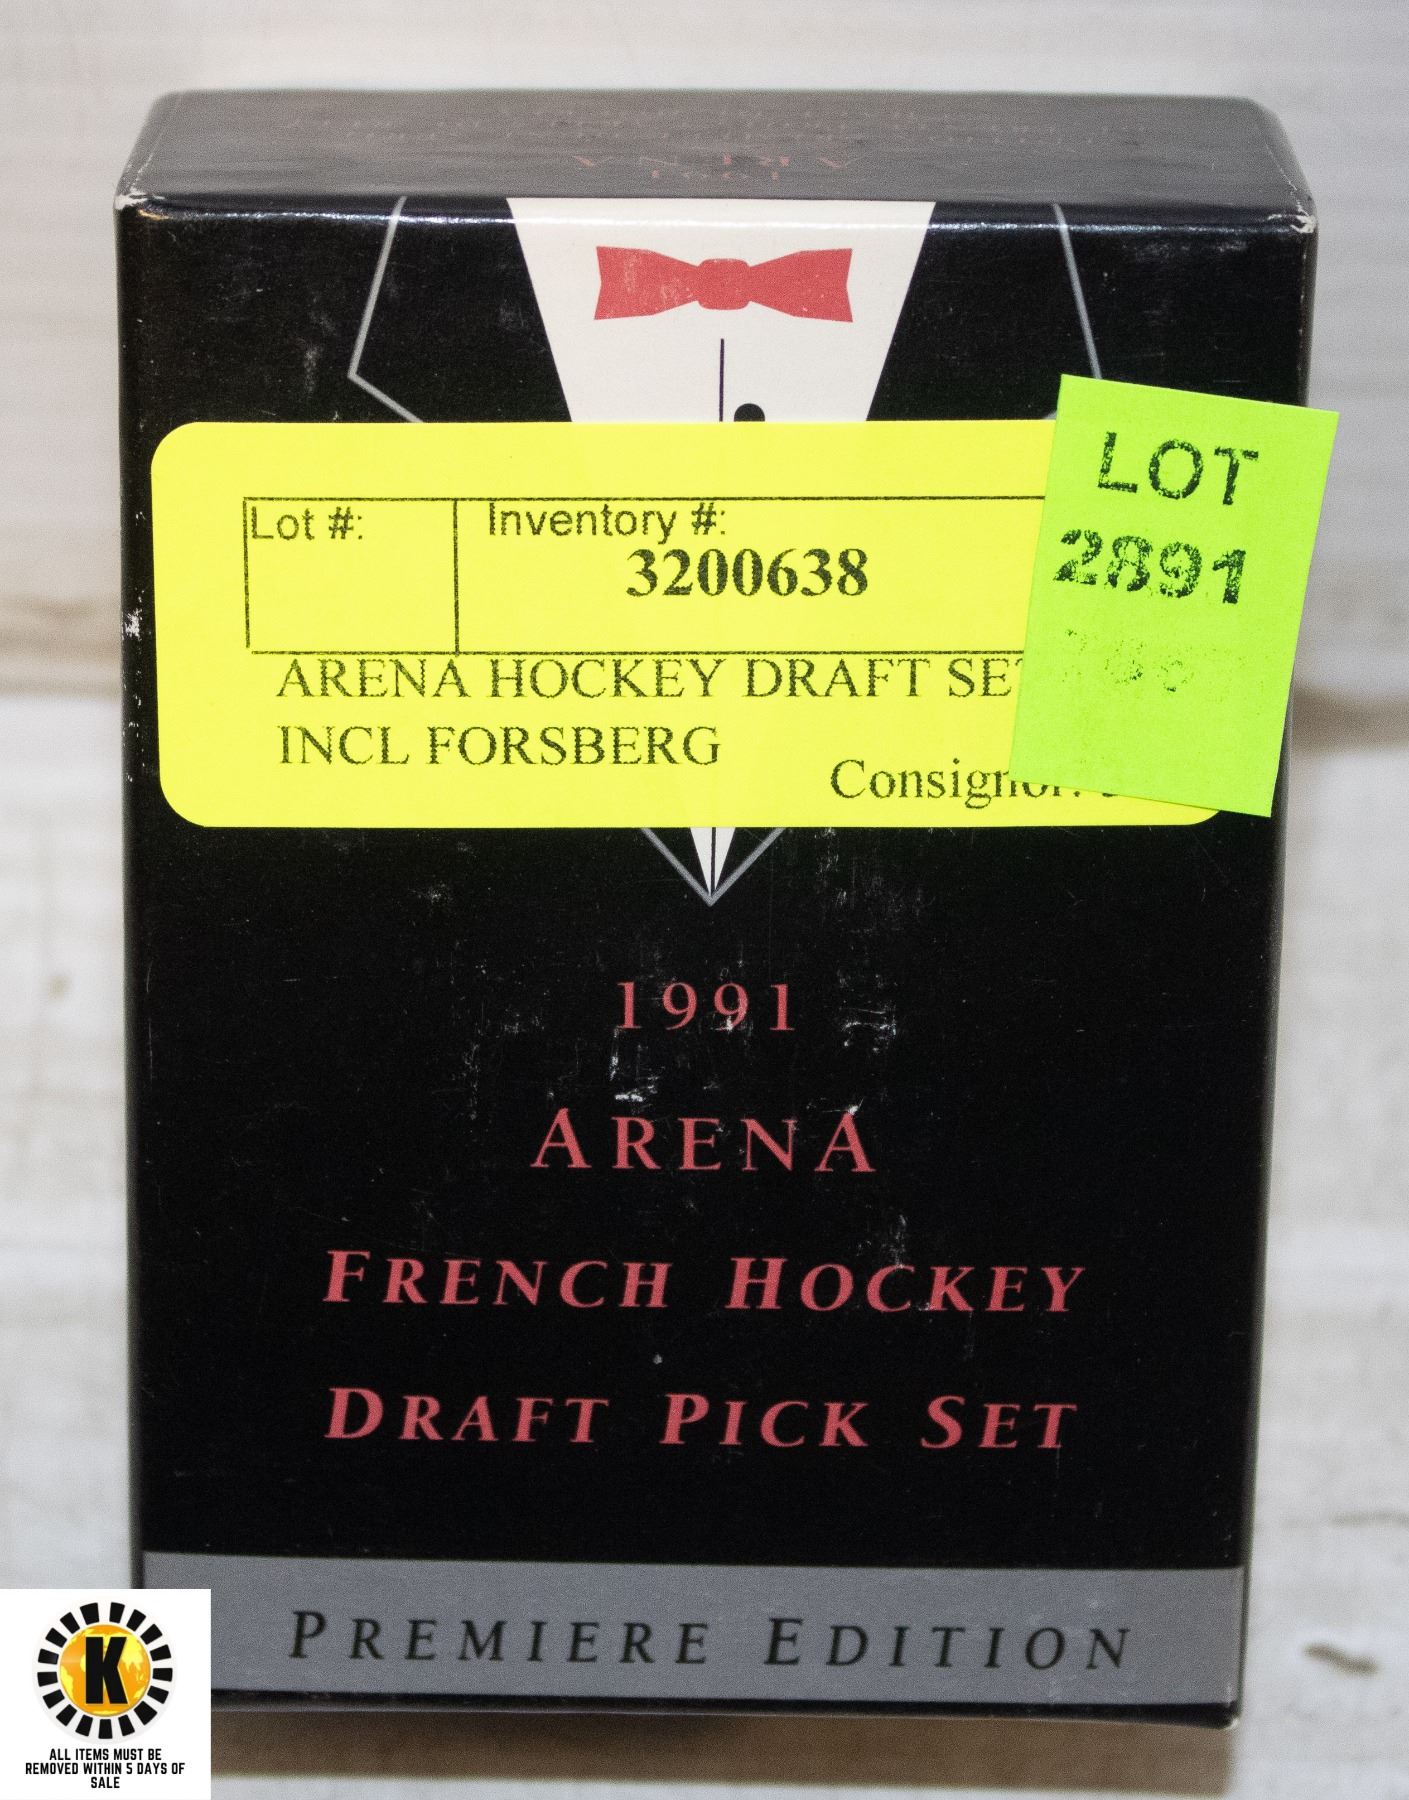 1991
Lot #:
Inventory #:
3200638
ARENA HOCKEY DRAFT
INCL FORSBERG
LOT
2891
1991
ARENA
FRENCH HOCKEY
DRAFT PICK SET
PREMIERE EDITION
K
ALL ITEMS MUST BE
REMOVED WITHIN 5 DAYS OF
SALE